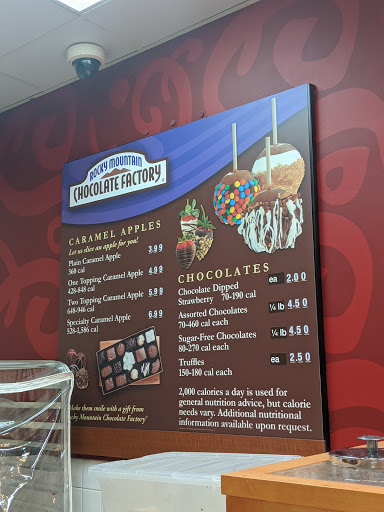 ROCKY MOUNTAIN
CHOCOLATE FACTORY
CARAMEL APPLES
Let us slice an apple for you!
Plain Caramel Apple 3.99
360 cal
One Topping Caramel Apple 4.99
428-848 cal
Two Topping Caramel Apple 5.99
648-946 cal
Specialty Caramel Apple 6.99
528-1,586 cal
Make them smile with a gift from
Rocky Mountain Chocolate Factory
CHOCOLATES
Chocolate Dipped ea 2.00
Strawberry 70-190 cal
Assorted Chocolates ¼ lb 4.50
70-460 cal each
Sugar-Free Chocolates ¼ lb 4.50
80-270 cal each
Truffles ea 2.50
150-180 cal each
2,000 calories a day is used for
general nutrition advice, but calorie
needs vary. Additional nutritional
information available upon request.